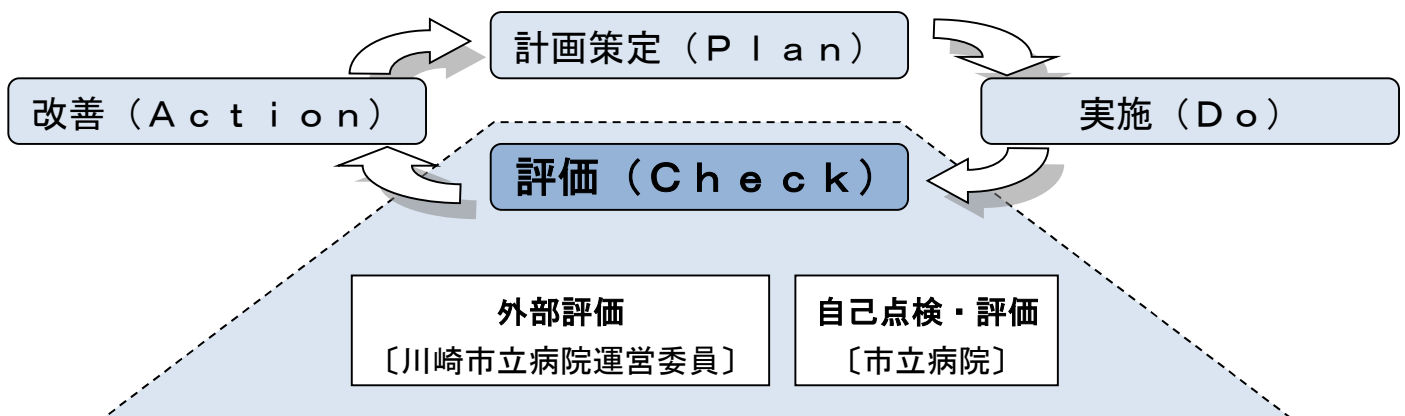 計画策定（Ｐｌａｎ）
改善（Ａｃｔｉｏｎ）
実施（Ｄｏ）
評価（Ｃｈｅｃｋ）
外部評価
〔川崎市立病院運営委員〕
自己点検・評価
〔市立病院〕